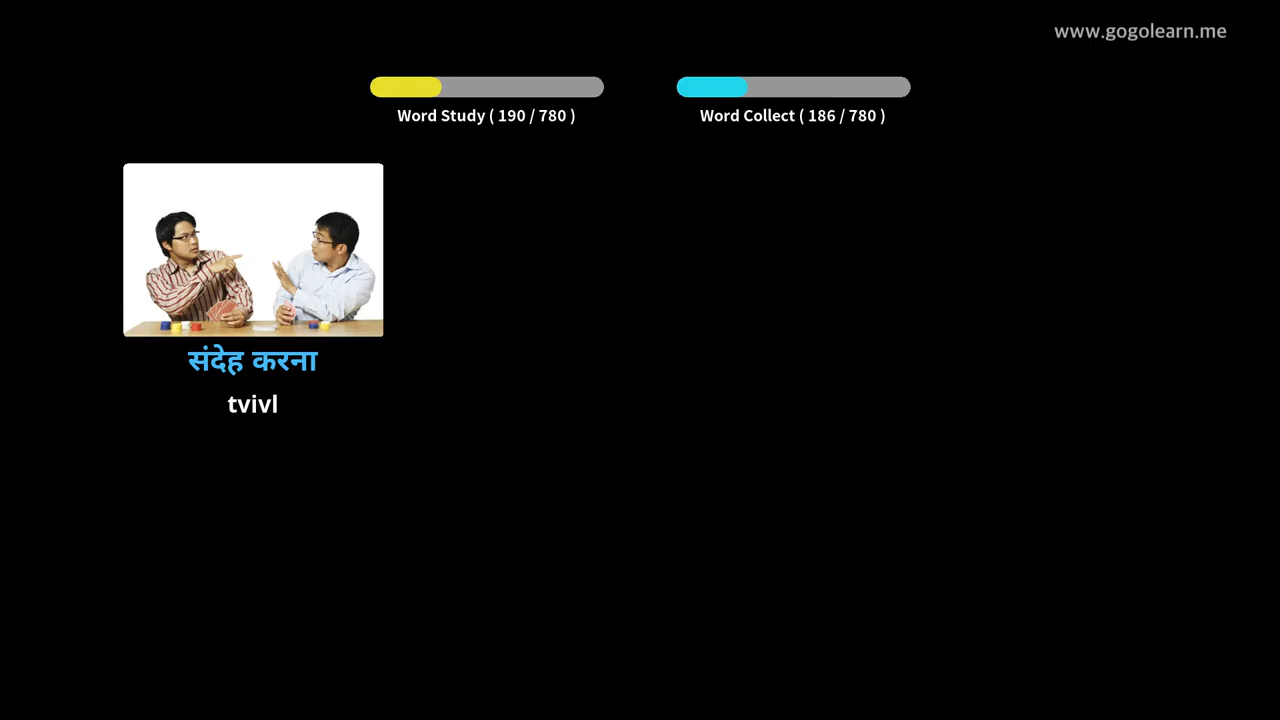 www.gogolearn.me
Word Study ( 190 / 780 )
Word Collect ( 186 / 780 )
संदेह करना
tvivl